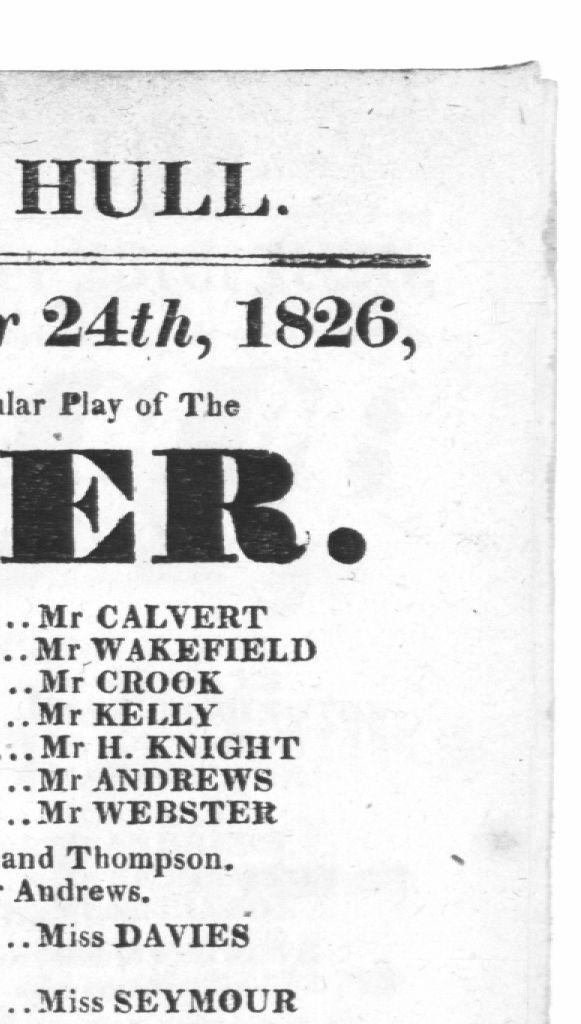 HULL.
r 24th, 1826,
ular Play of The
ER.
..Mr CALVERT
..Mr WAKEFIELD
..Mr CROOK
..Mr KELLY
...Mr H. KNIGHT
..Mr ANDREWS
..Mr WEBSTER
and Thompson.
r Andrews.
..Miss DAVIES
..Miss SEYMOUR